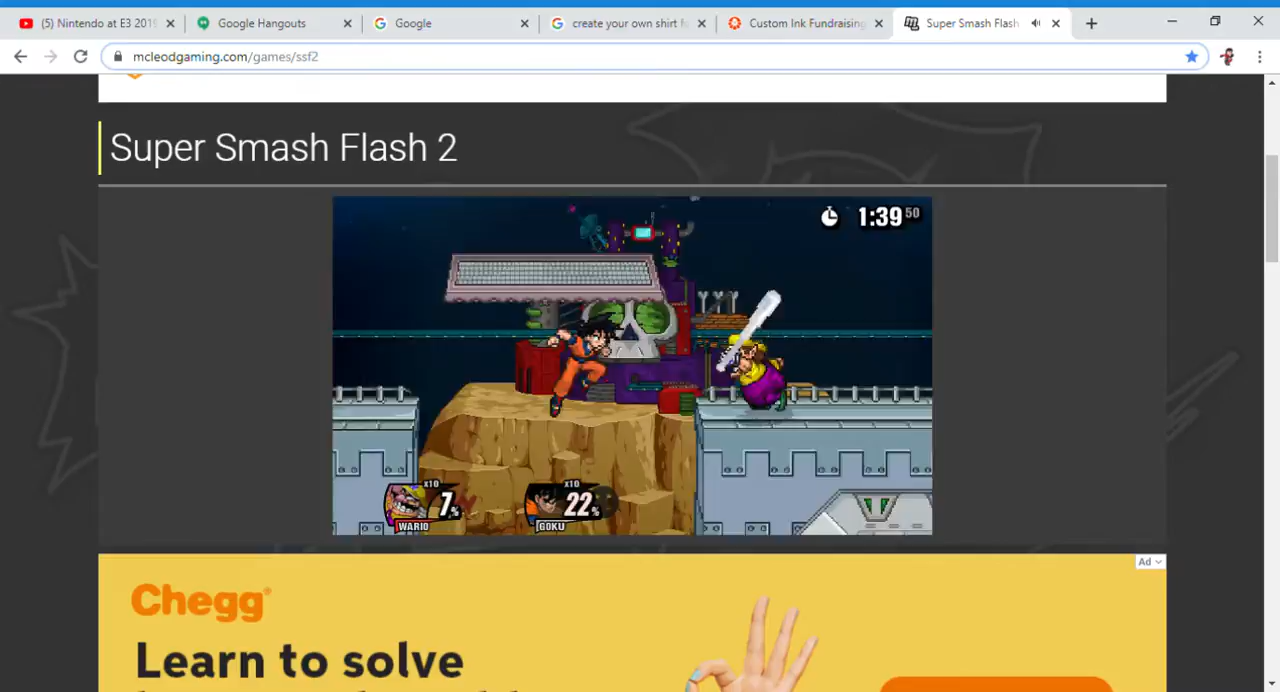 (5) Nintendo at E3 201
Google Hangouts
Google
create your own shirt f
Custom Ink Fundraising
Super Smash Flash
mcleodgaming.com/games/ssf2
Super Smash Flash 2
1:39 50
x10
7%
WARIO
x10
22%
GOKU
Ad
Chegg®
Learn to solve